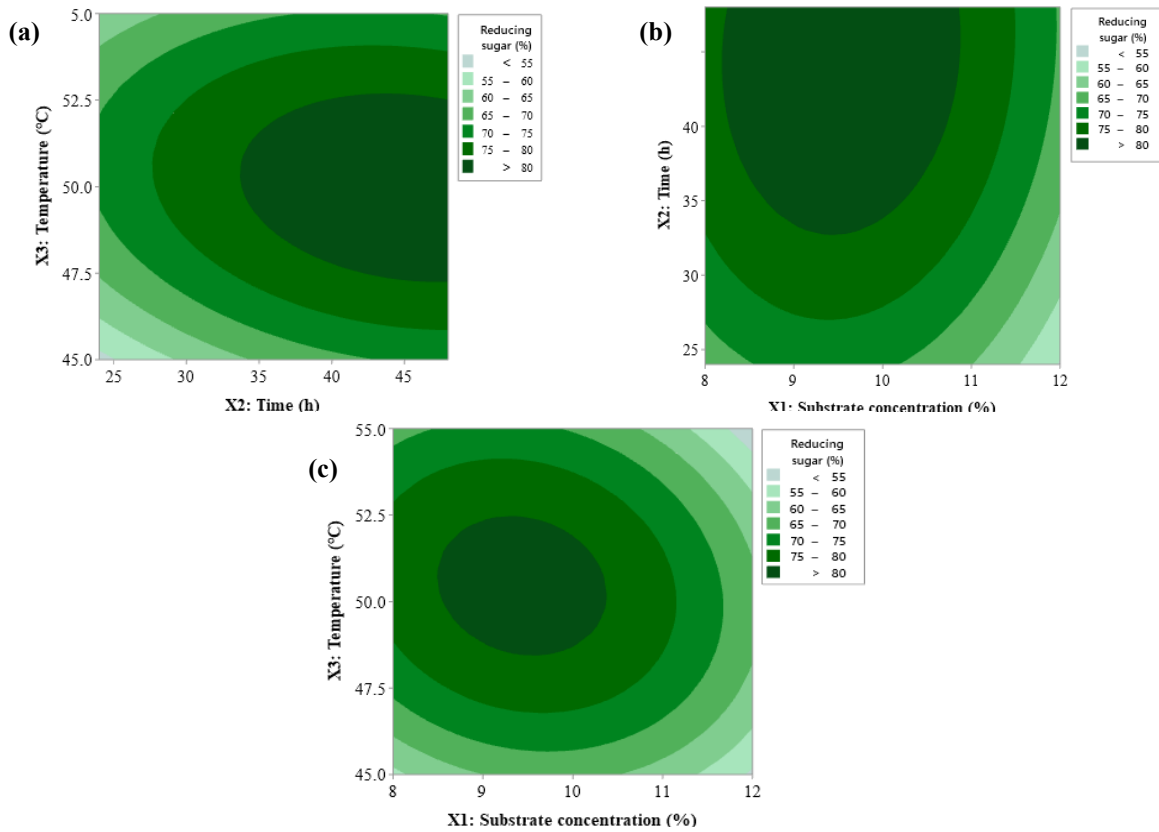 (a)
5.0
52.5
50.0
47.5
45.0
X3: Temperature (°C)
25 30 35 40 45
X2: Time (h)
Reducing
sugar (%)
< 55
55 – 60
60 – 65
65 – 70
70 – 75
75 – 80
> 80
(b)
40
35
30
25
X2: Time (h)
8 9 10 11 12
X1: Substrate concentration (%)
Reducing
sugar (%)
< 55
55 – 60
60 – 65
65 – 70
70 – 75
75 – 80
> 80
(c)
55.0
52.5
50.0
47.5
45.0
X3: Temperature (°C)
8 9 10 11 12
X1: Substrate concentration (%)
Reducing
sugar (%)
< 55
55 – 60
60 – 65
65 – 70
70 – 75
75 – 80
> 80